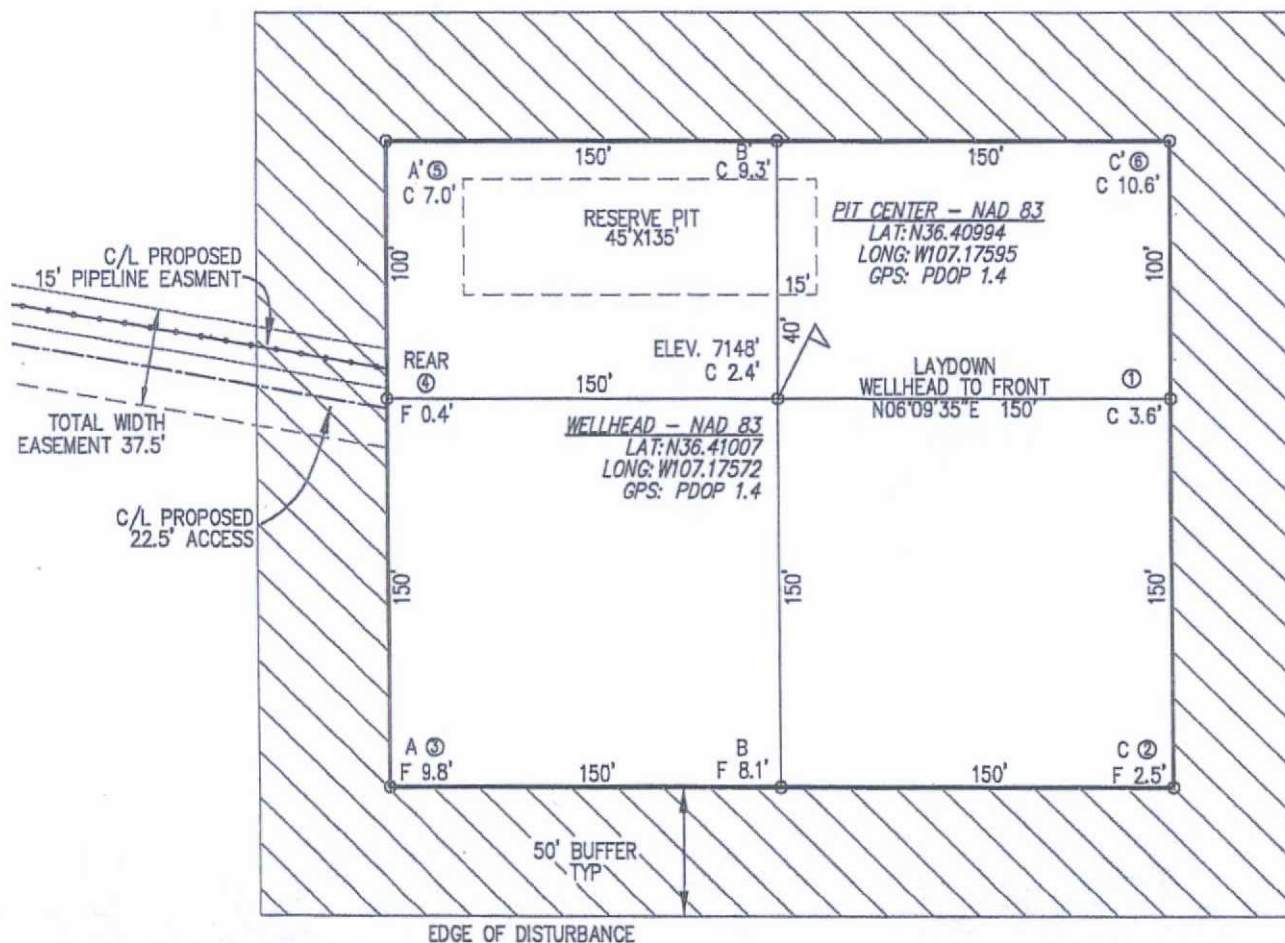 150'
150'
A' ⑤
C 7.0'
B'
C 9.3'
C' ⑥
C 10.6'
RESERVE PIT
45'X135'
PIT CENTER – NAD 83
LAT:N36.40994
LONG:W107.17595
GPS: PDOP 1.4
C/L PROPOSED
15' PIPELINE EASMENT
100'
100'
15'
40'
REAR
④
F 0.4'
ELEV. 7148'
C 2.4'
150'
LAYDOWN
WELLHEAD TO FRONT
N06°09'35"E 150'
①
C 3.6'
TOTAL WIDTH
EASEMENT 37.5'
WELLHEAD – NAD 83
LAT:N36.41007
LONG:W107.17572
GPS: PDOP 1.4
C/L PROPOSED
22.5' ACCESS
150'
150'
150'
A ③
F 9.8'
150'
B
F 8.1'
150'
C ②
F 2.5'
50' BUFFER
TYP
EDGE OF DISTURBANCE